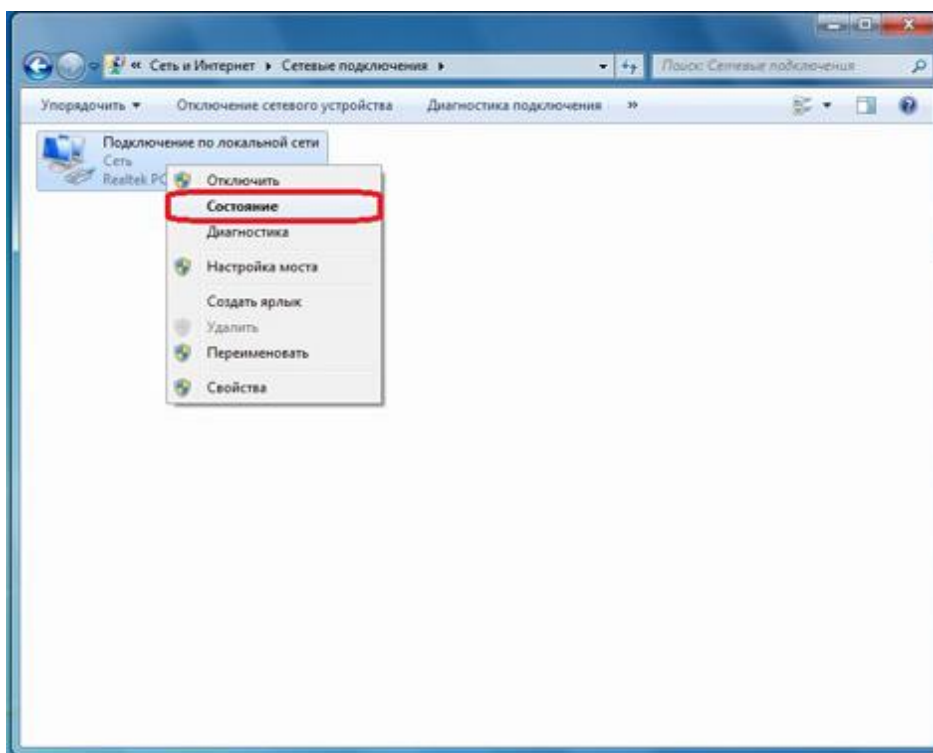 « Сеть и Интернет ▸ Сетевые подключения ▸
Поиск: Сетевые подключения
Упорядочить ▾ Отключение сетевого устройства Диагностика подключения »
Подключение по локальной сети
Сеть
Realtek PC
Отключить
Состояние
Диагностика
Настройка моста
Создать ярлык
Удалить
Переименовать
Свойства